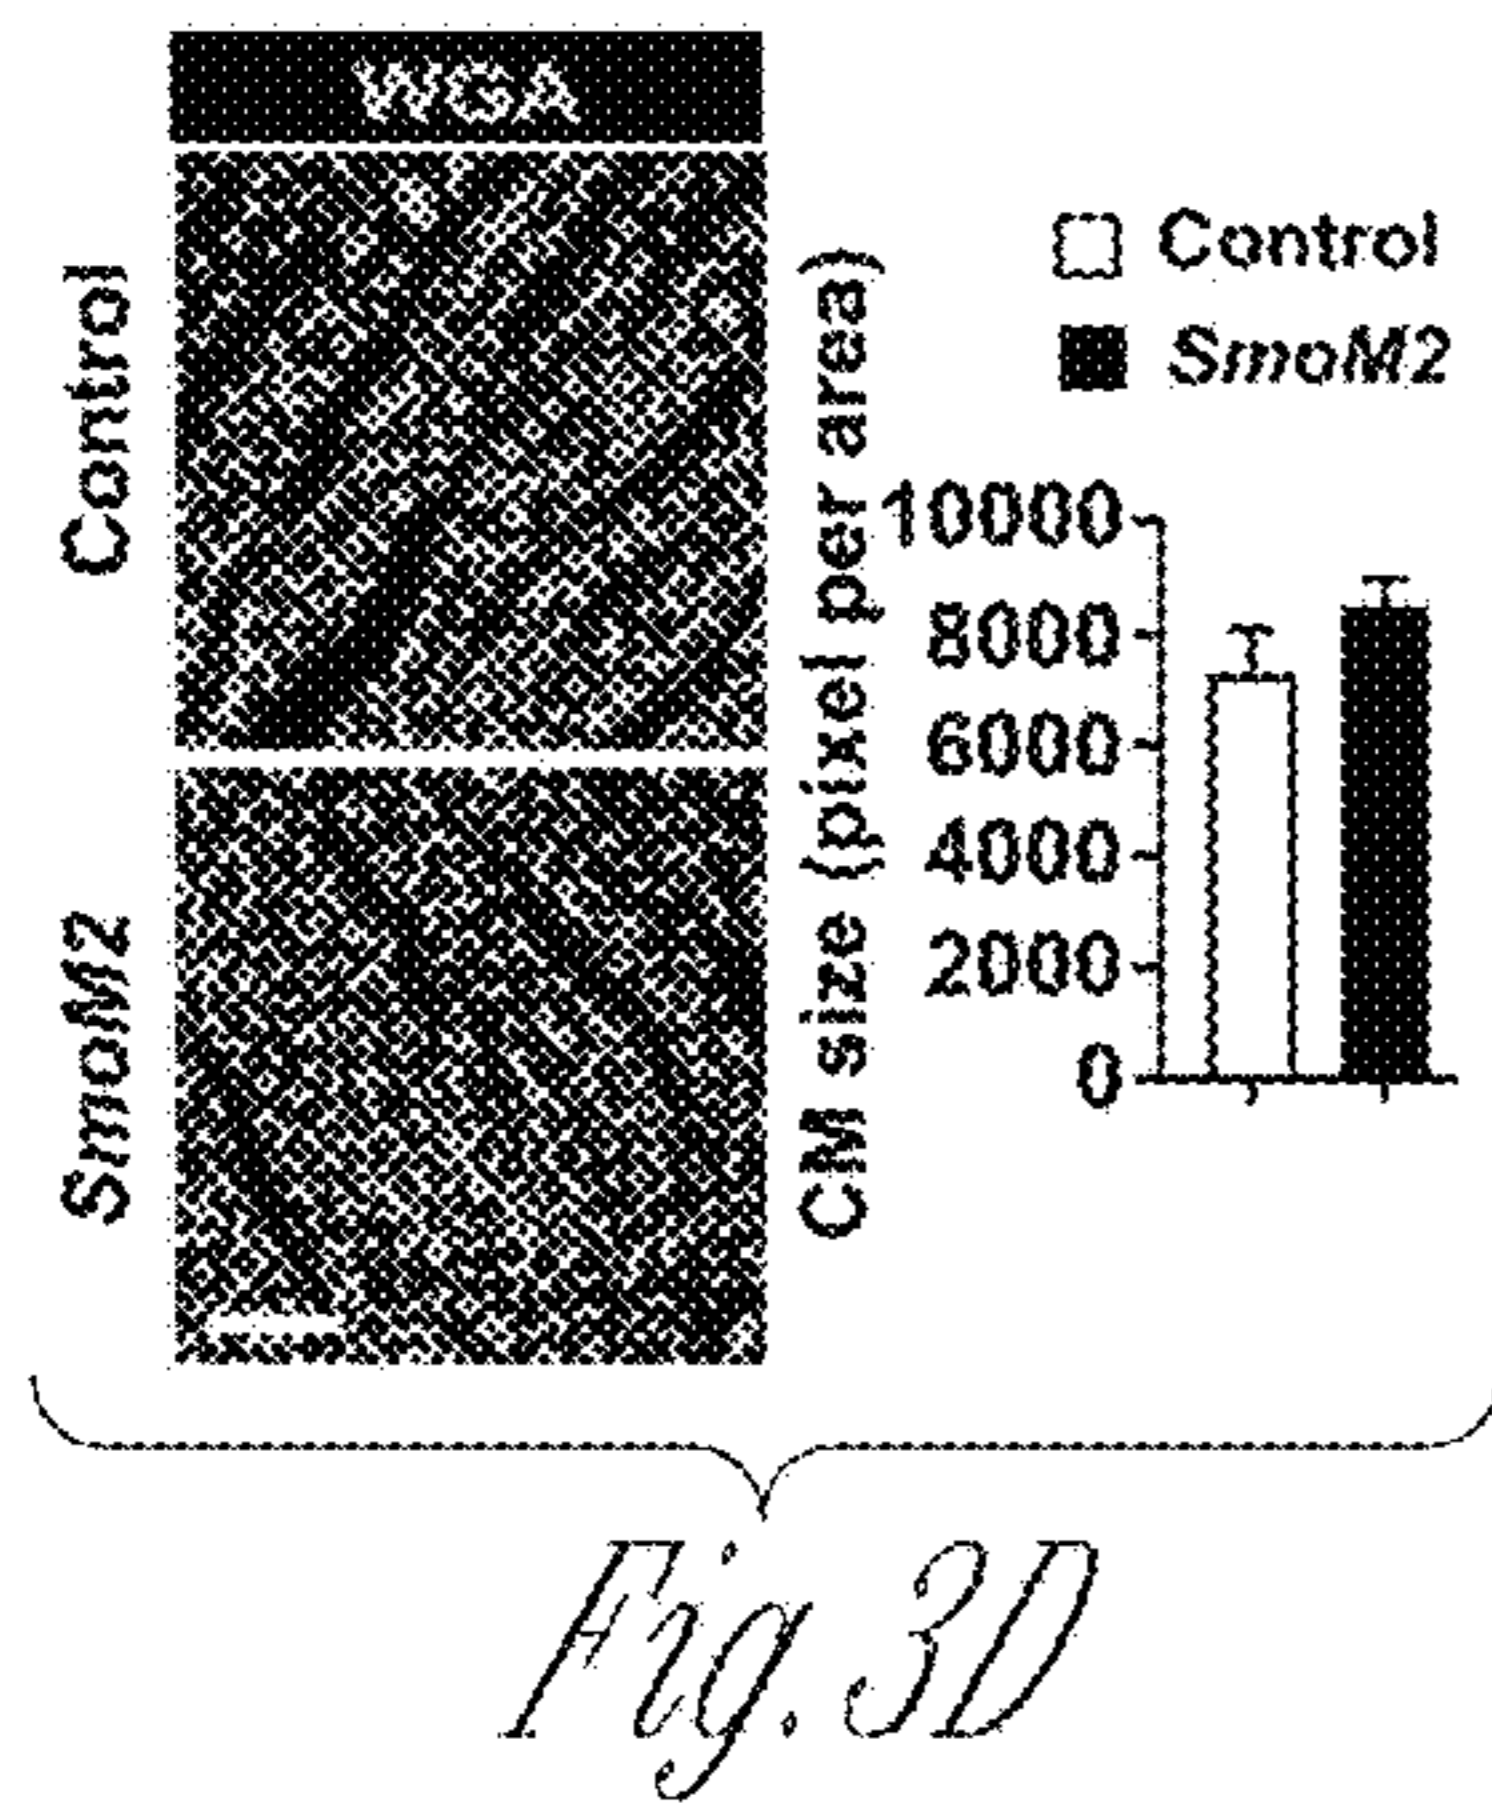 WGA
Control
SmoM2
CM size (pixel per area)
Control
SmoM2
10000
8000
6000
4000
2000
0
Fig. 3D